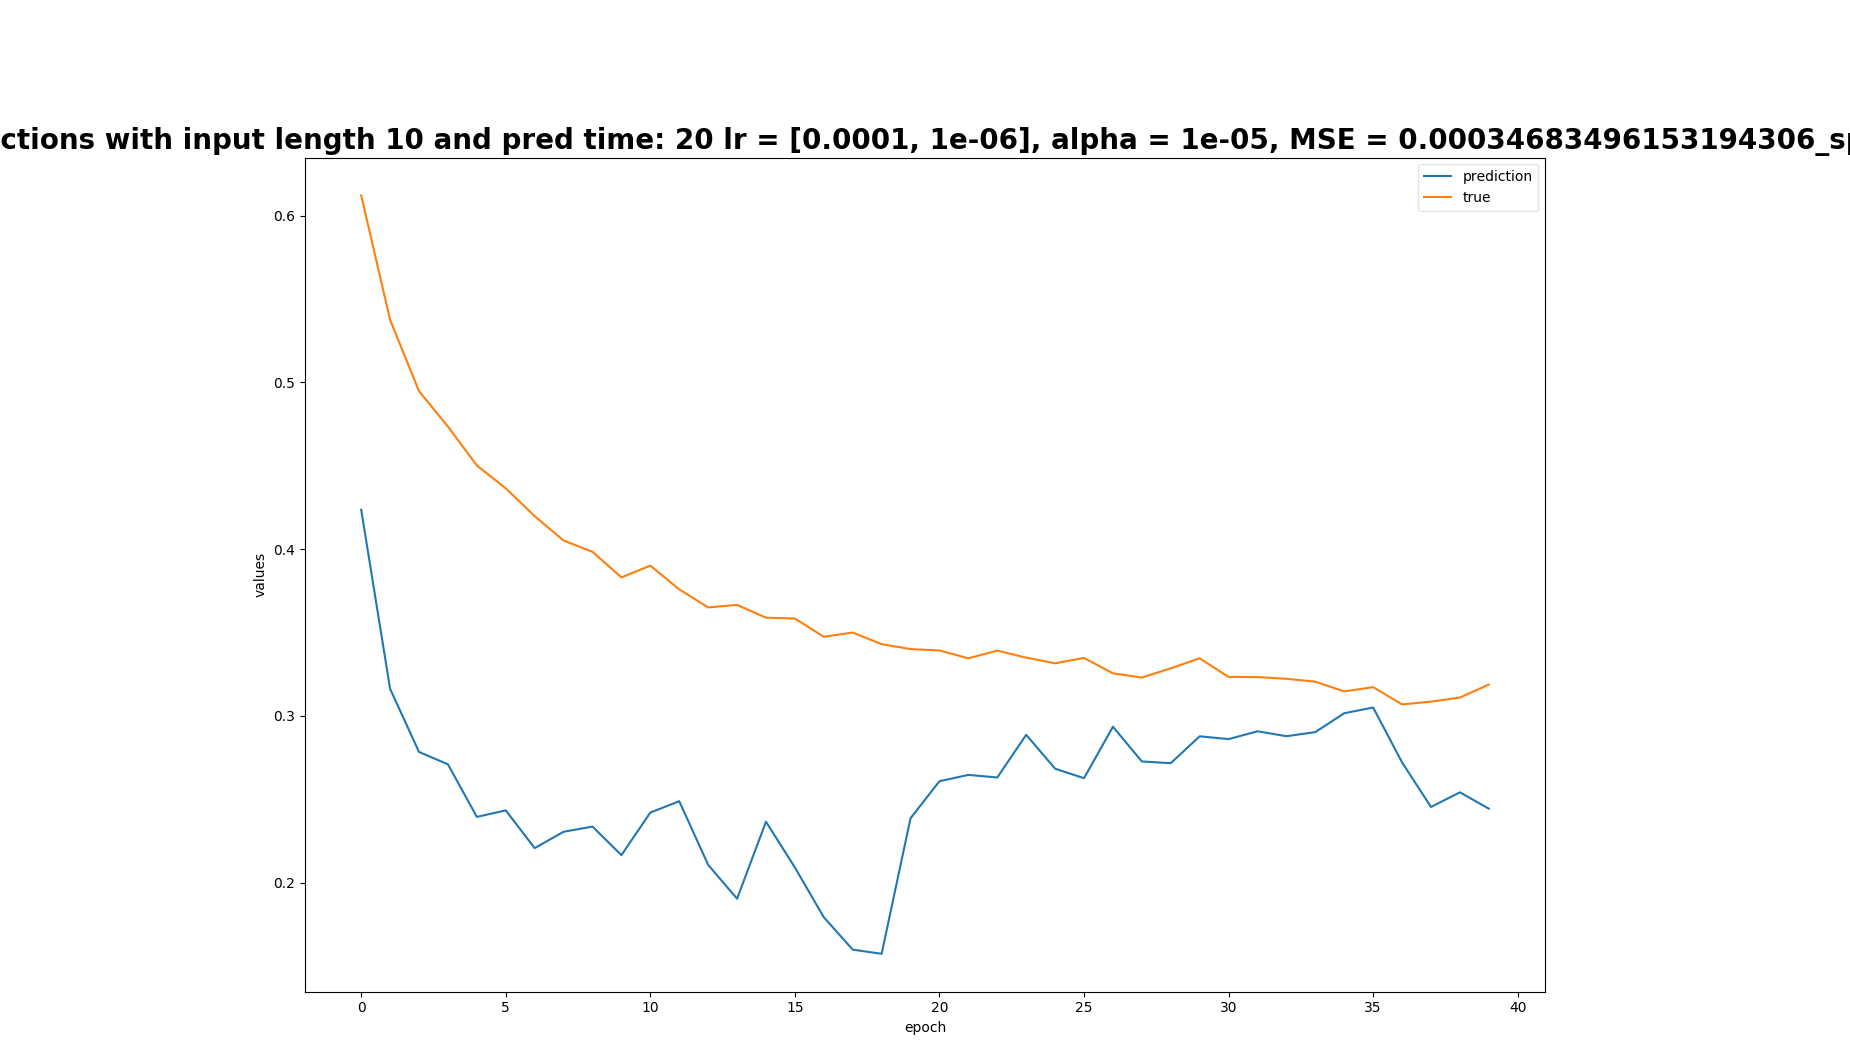 ctions with input length 10 and pred time: 20 lr = [0.0001, 1e-06], alpha = 1e-05, MSE = 0.00034683496153194306_sp
prediction
true
0.6
0.5
0.4
0.3
0.2
values
0 5 10 15 20 25 30 35 40
epoch